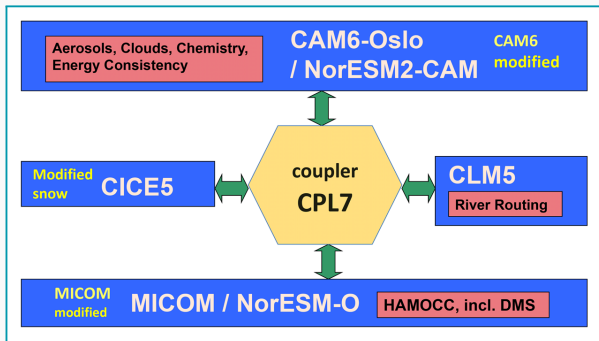 Aerosols, Clouds, Chemistry,
Energy Consistency
CAM6-Oslo
/ NorESM2-CAM
CAM6
modified
Modified
snow
CICE5
coupler
CPL7
CLM5
River Routing
MICOM
modified
MICOM / NorESM-O
HAMOCC, incl. DMS